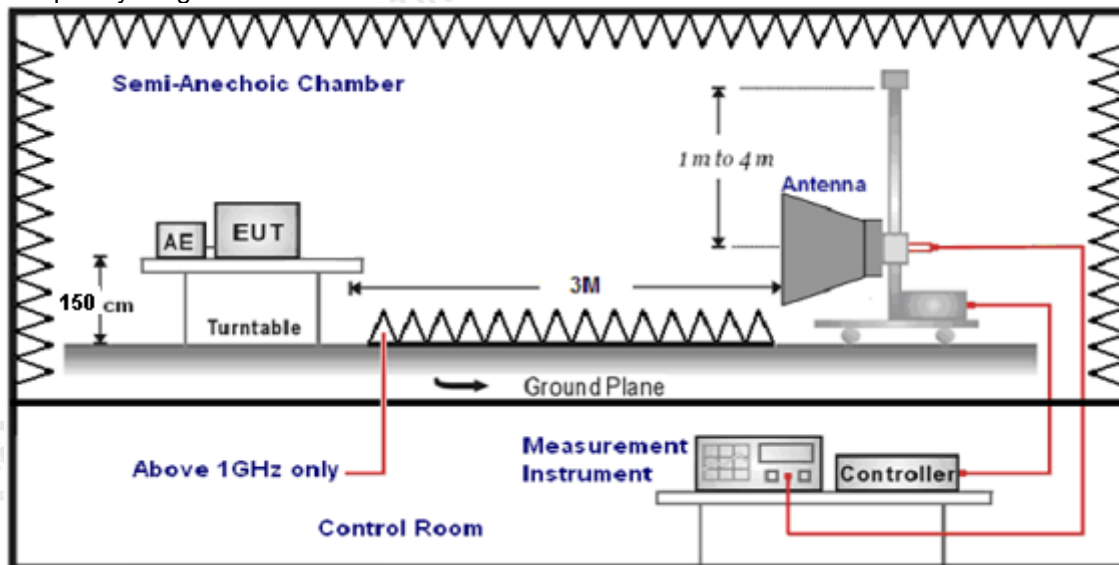 Semi-Anechoic Chamber
1 m to 4 m
Antenna
AE
EUT
150 cm
3M
Turntable
Ground Plane
Above 1GHz only
Measurement
Instrument
Controller
Control Room